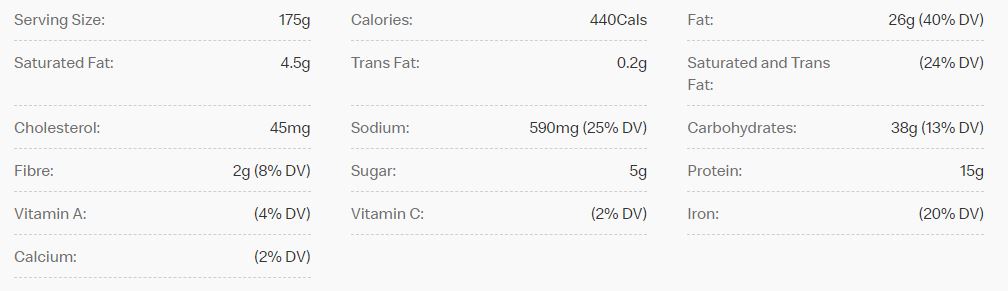 Serving Size: 175g Calories: 440Cals Fat: 26g (40% DV)
Saturated Fat: 4.5g Trans Fat: 0.2g Saturated and Trans Fat: (24% DV)
Cholesterol: 45mg Sodium: 590mg (25% DV) Carbohydrates: 38g (13% DV)
Fibre: 2g (8% DV) Sugar: 5g Protein: 15g
Vitamin A: (4% DV) Vitamin C: (2% DV) Iron: (20% DV)
Calcium: (2% DV)